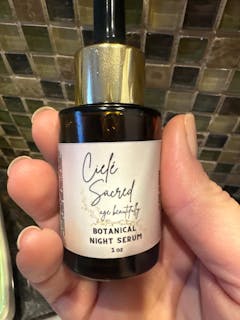 Cielé
Sacred
age beautifully
BOTANICAL
NIGHT SERUM
1 oz